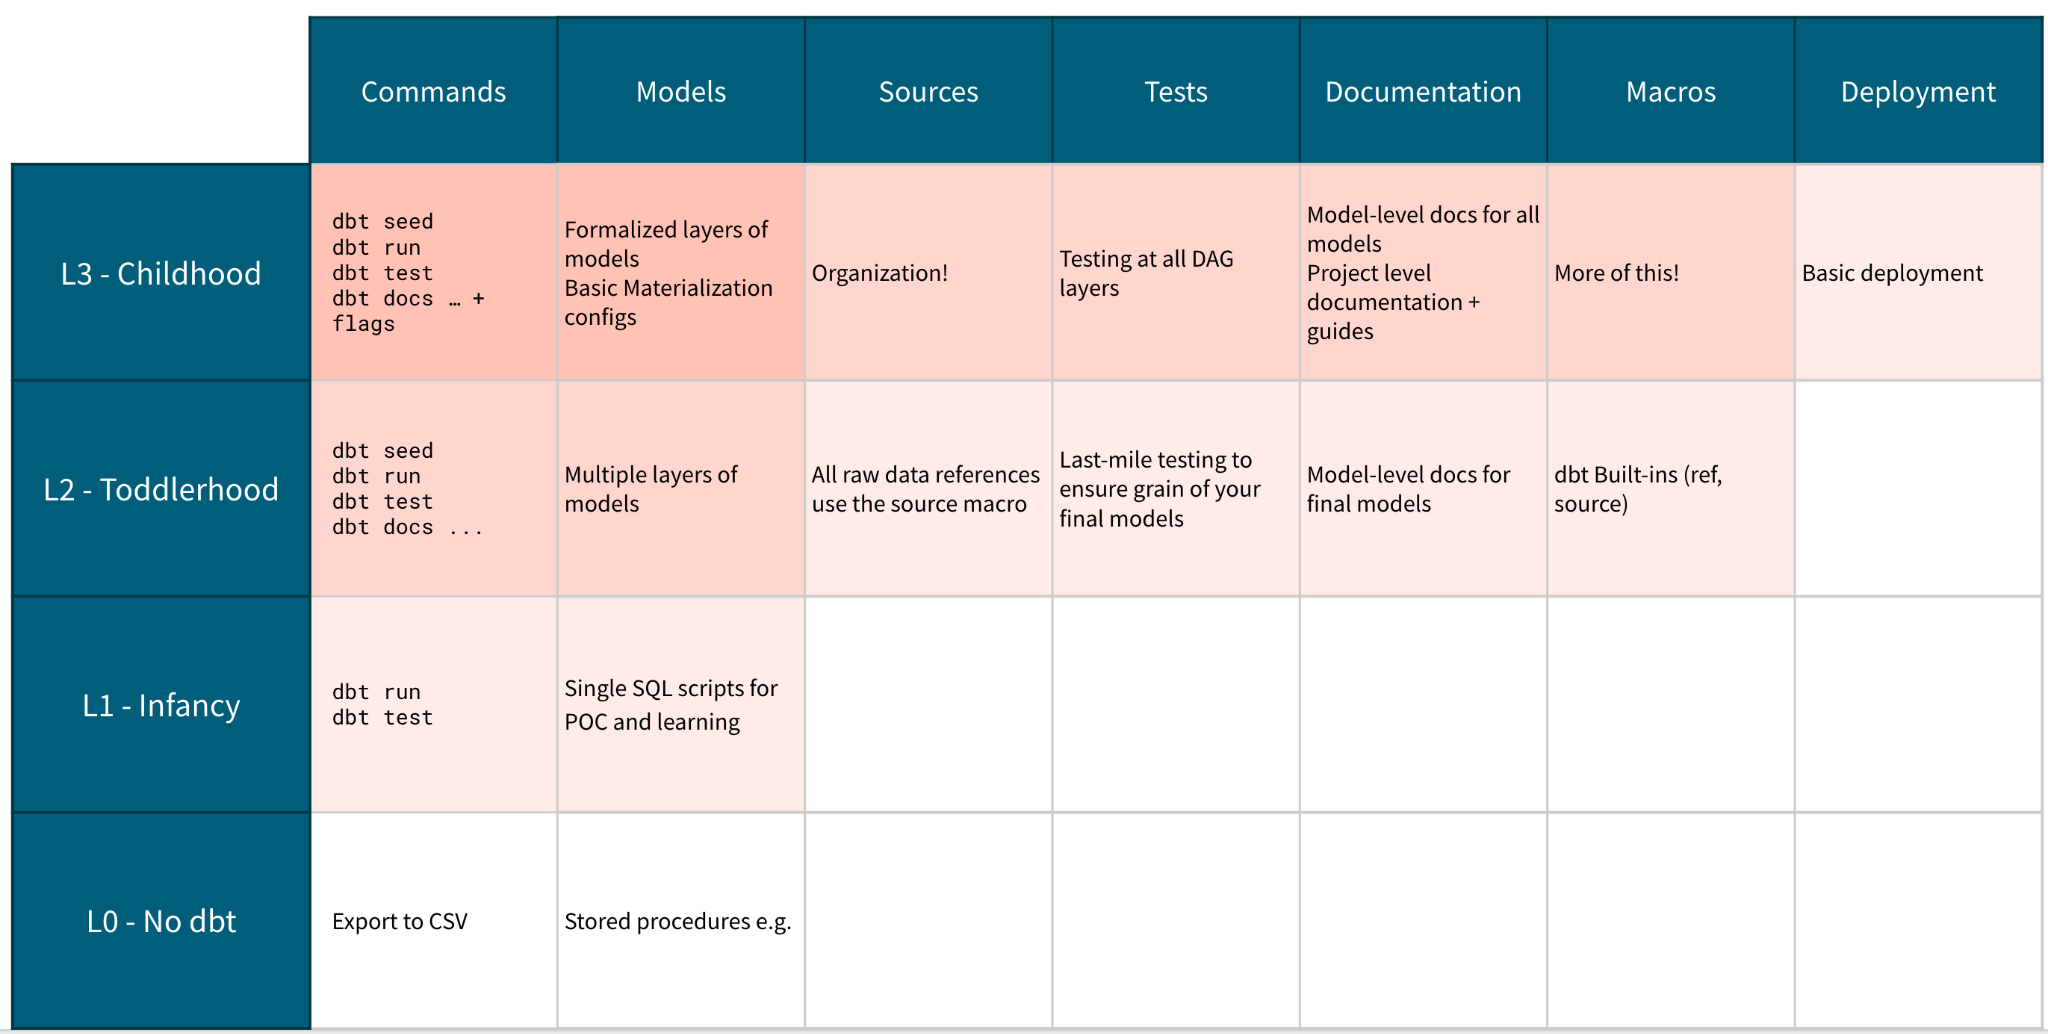 Commands
Models
Sources
Tests
Documentation
Macros
Deployment
L3 - Childhood
dbt seed
dbt run
dbt test
dbt docs … +
flags
Formalized layers of
models
Basic Materialization
configs
Organization!
Testing at all DAG
layers
Model-level docs for all
models
Project level
documentation +
guides
More of this!
Basic deployment
L2 - Toddlerhood
dbt seed
dbt run
dbt test
dbt docs ...
Multiple layers of
models
All raw data references
use the source macro
Last-mile testing to
ensure grain of your
final models
Model-level docs for
final models
dbt Built-ins (ref,
source)
L1 - Infancy
dbt run
dbt test
Single SQL scripts for
POC and learning
L0 - No dbt
Export to CSV
Stored procedures e.g.